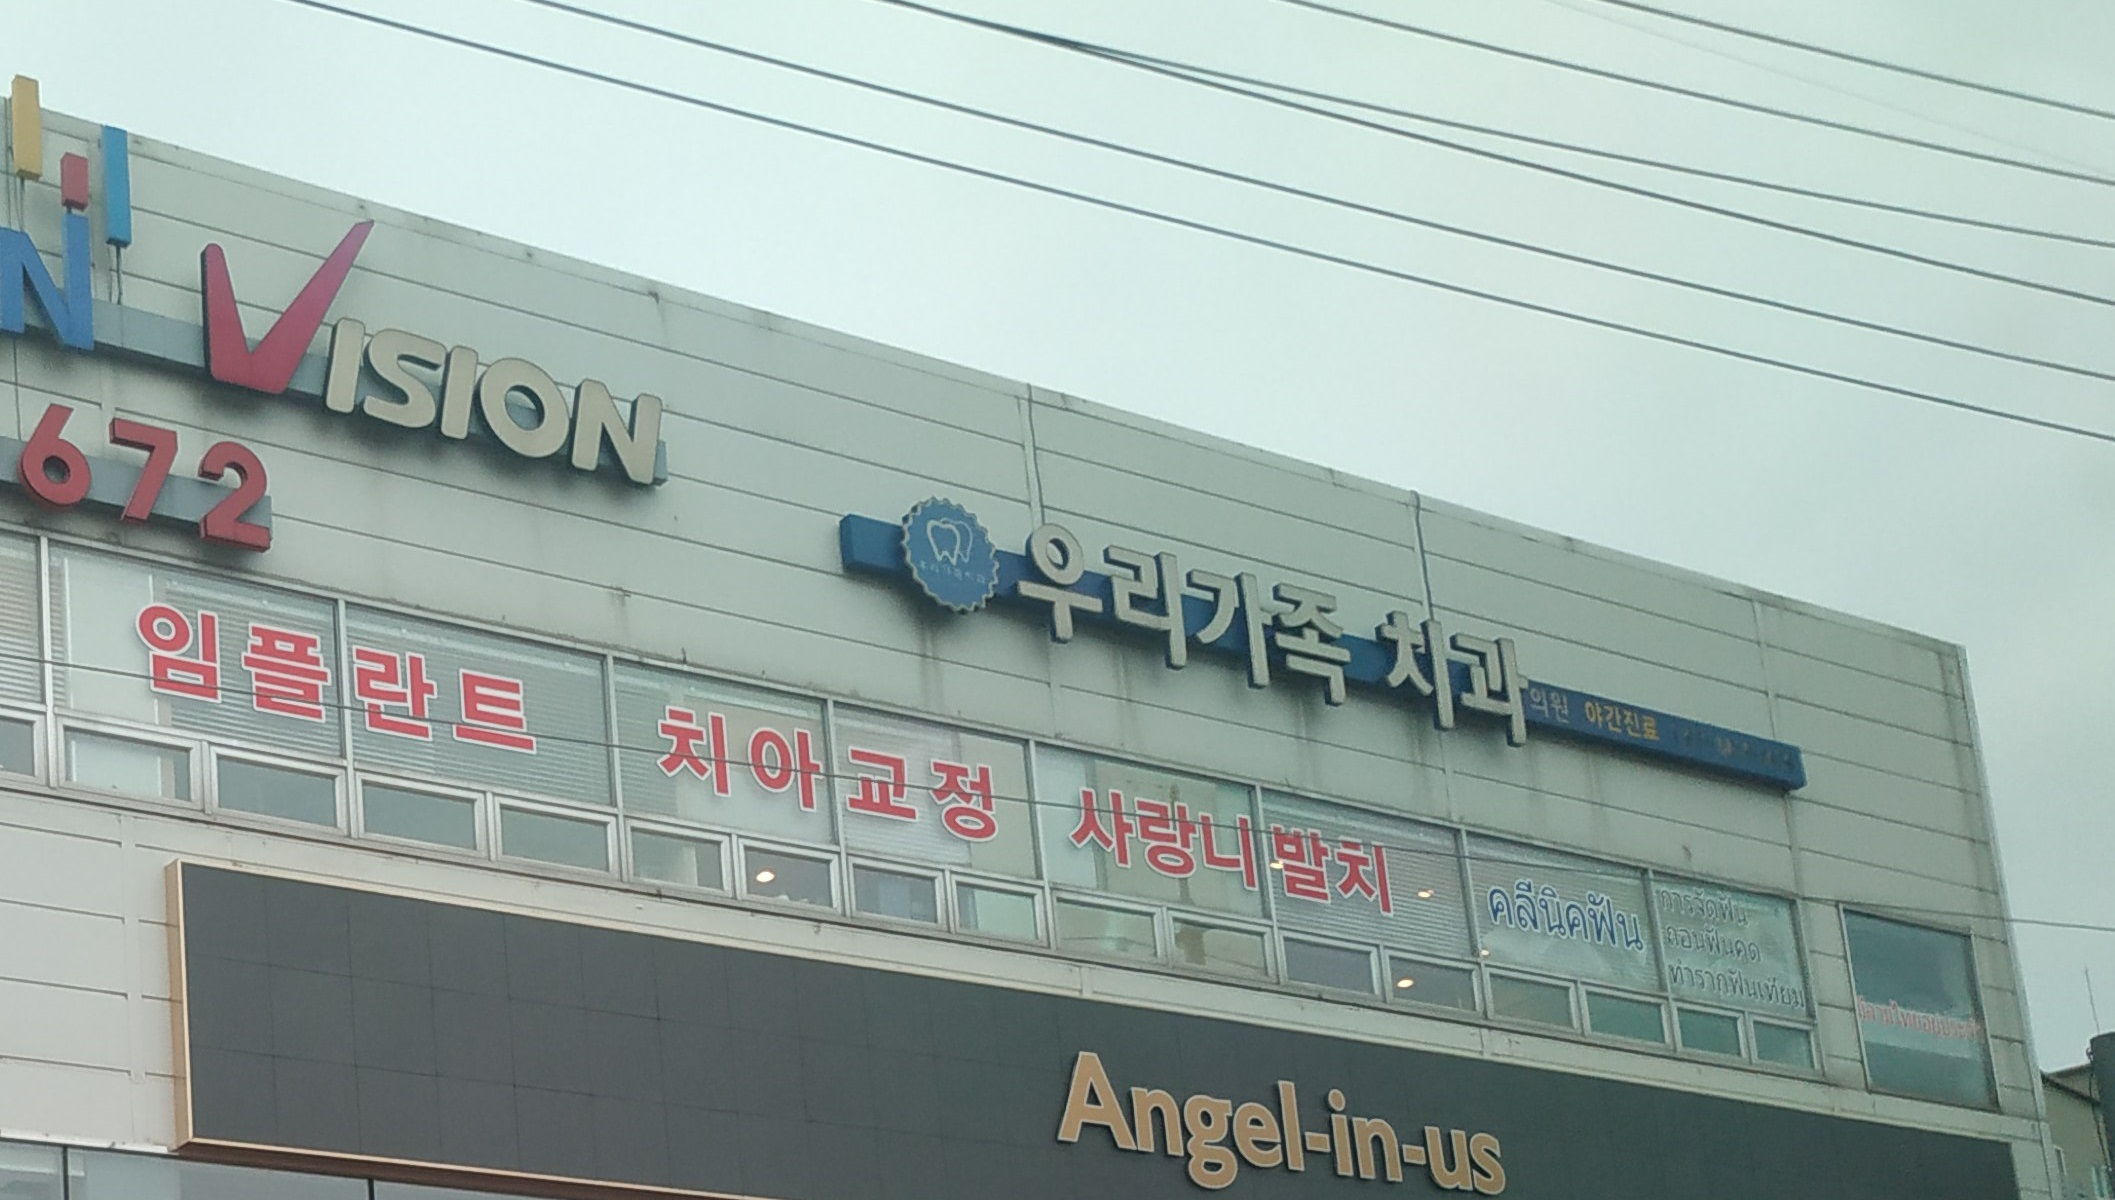 N VISION
672
우리가족 치과의원 야간진료
임플란트 치아교정 사랑니발치
คลีนิคฟัน
การจัดฟัน
ถอนฟันคุด
ทำรากฟันเทียม
Angel-in-us